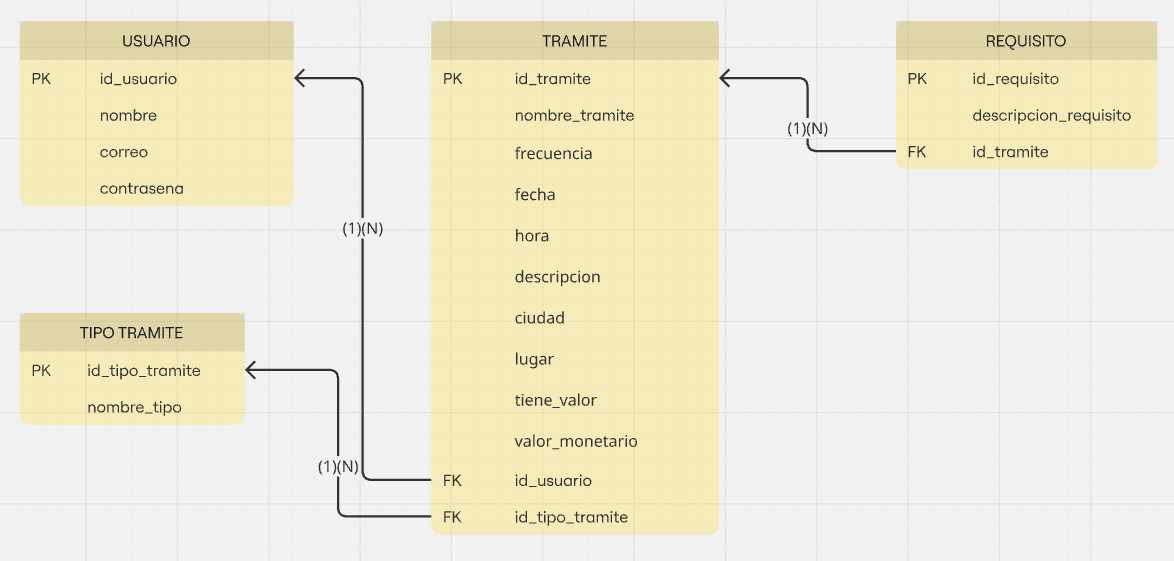 USUARIO
PK id_usuario
nombre
correo
contrasena
(1)(N)
TIPO TRAMITE
PK id_tipo_tramite
nombre_tipo
(1)(N)
TRAMITE
PK id_tramite
nombre_tramite
frecuencia
fecha
hora
descripcion
ciudad
lugar
tiene_valor
valor_monetario
FK id_usuario
FK id_tipo_tramite
(1)(N)
REQUISITO
PK id_requisito
descripcion_requisito
FK id_tramite